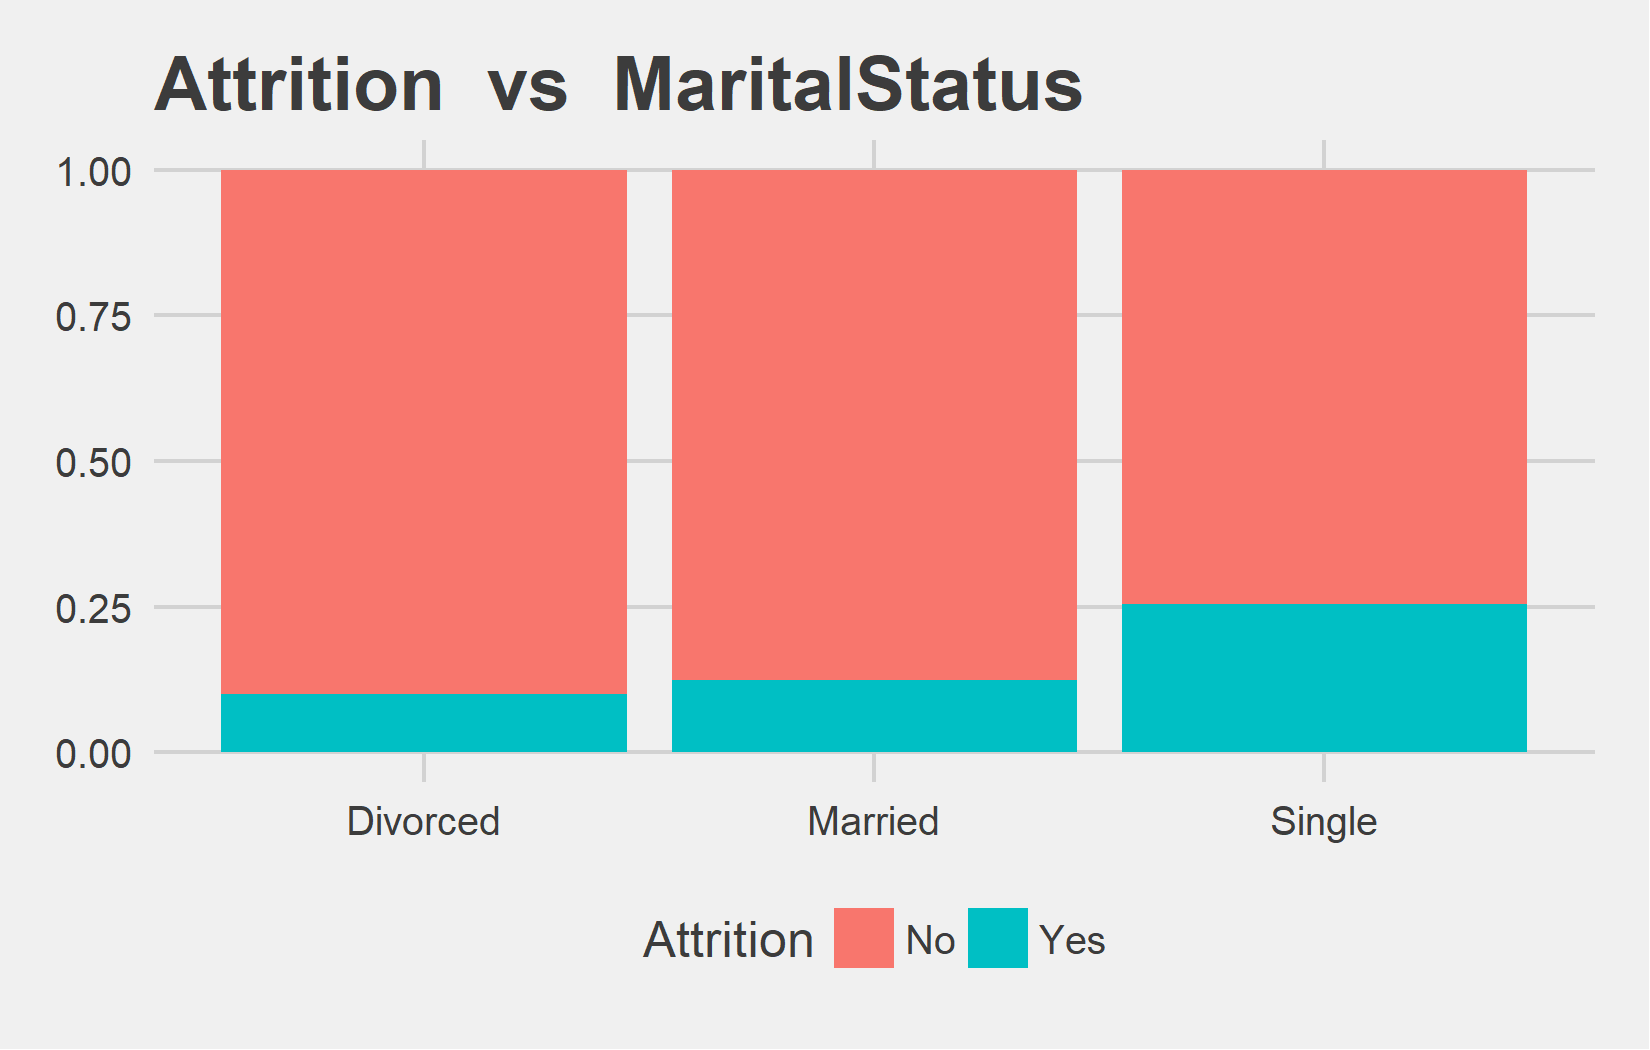 Attrition vs MaritalStatus
1.00
0.75
0.50
0.25
0.00
Divorced Married Single
Attrition No Yes